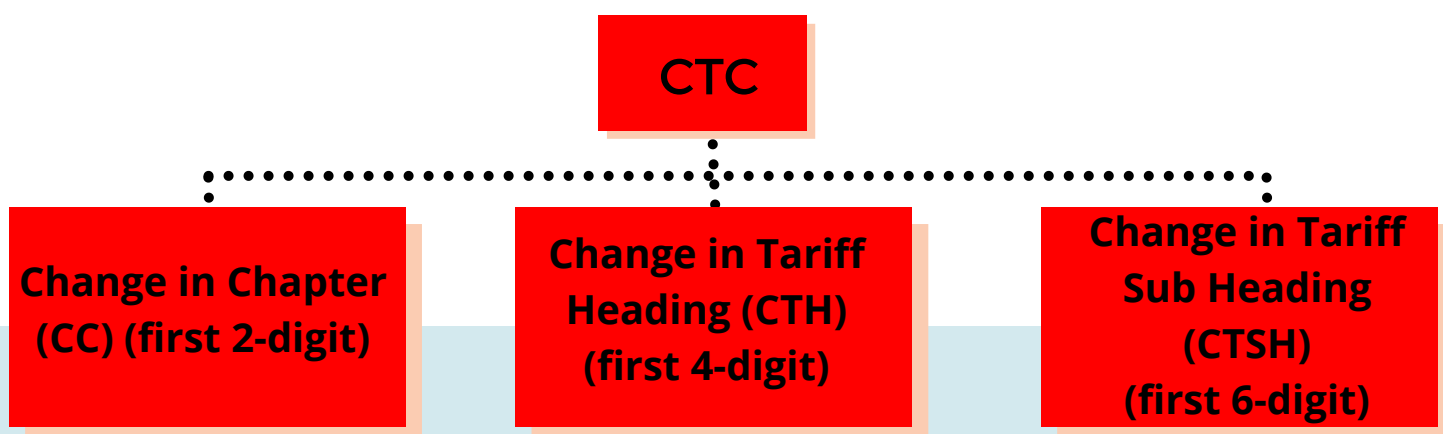 CTC
Change in Chapter
(CC) (first 2-digit)
Change in Tariff
Heading (CTH)
(first 4-digit)
Change in Tariff
Sub Heading
(CTSH)
(first 6-digit)